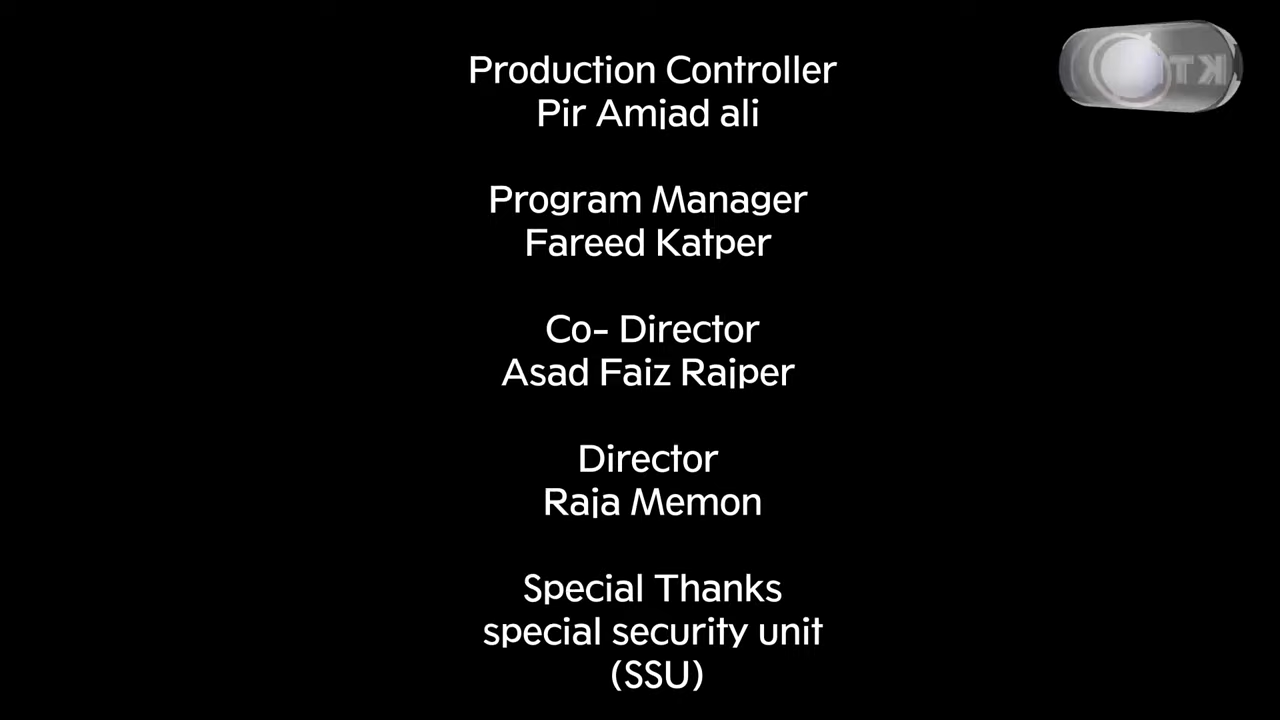 Production Controller
Pir Amjad ali
Program Manager
Fareed Katper
Co- Director
Asad Faiz Rajper
Director
Raja Memon
Special Thanks
special security unit
(SSU)